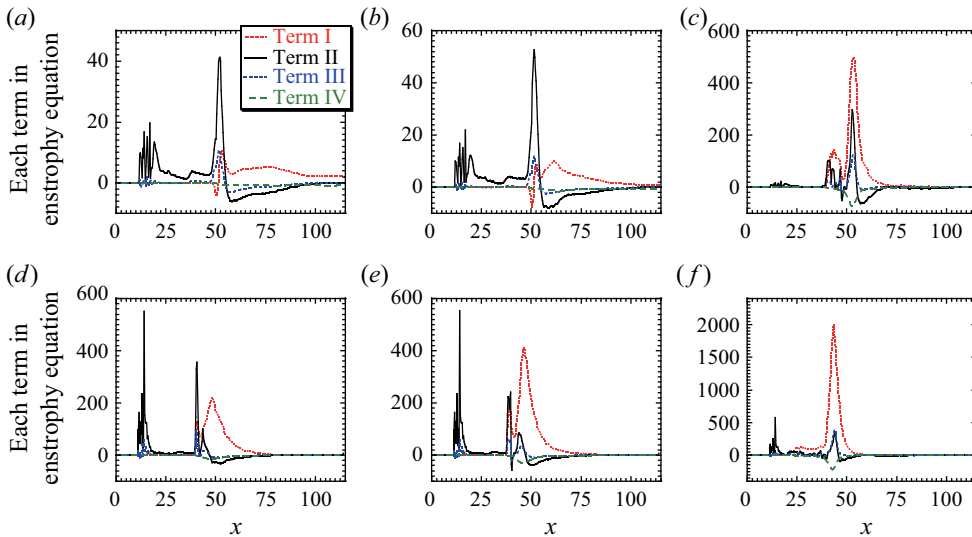 (a)
(b)
(c)
Term I
Term II
Term III
Term IV
Each term in
enstrophy equation
40
20
0
0 25 50 75 100
60
40
20
0
0 25 50 75 100
600
400
200
0
0 25 50 75 100
(d)
(e)
(f)
Each term in
enstrophy equation
600
400
200
0
0 25 50 75 100
x
600
400
200
0
0 25 50 75 100
x
2000
1500
1000
500
0
0 25 50 75 100
x